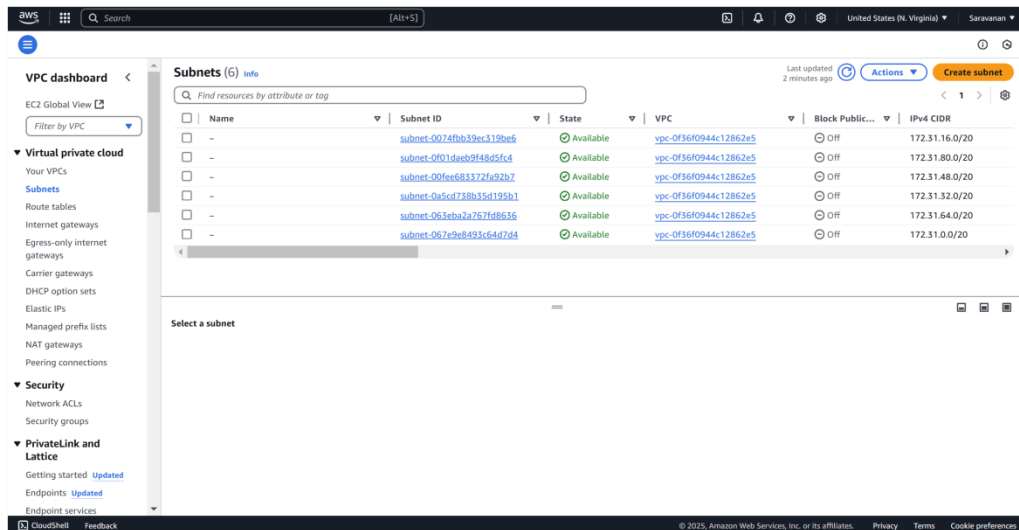 aws
Search
[Alt+S]
United States (N. Virginia)
Saravanan
VPC dashboard
EC2 Global View
Filter by VPC
Virtual private cloud
Your VPCs
Subnets
Route tables
Internet gateways
Egress-only internet
gateways
Carrier gateways
DHCP option sets
Elastic IPs
Managed prefix lists
NAT gateways
Peering connections
Security
Network ACLs
Security groups
PrivateLink and
Lattice
Getting started Updated
Endpoints Updated
Endpoint services
Subnets (6) Info
Last updated
2 minutes ago
Actions
Create subnet
Find resources by attribute or tag
1
Name Subnet ID State VPC Block Public... IPv4 CIDR
– subnet-0074fbb39ec319be6 Available vpc-0f36f0944c12862e5 Off 172.31.16.0/20
– subnet-0f01daeb9f48d5fc4 Available vpc-0f36f0944c12862e5 Off 172.31.80.0/20
– subnet-00fee683372fa92b7 Available vpc-0f36f0944c12862e5 Off 172.31.48.0/20
– subnet-0a5cd738b35d195b1 Available vpc-0f36f0944c12862e5 Off 172.31.32.0/20
– subnet-063eba2a767fd8636 Available vpc-0f36f0944c12862e5 Off 172.31.64.0/20
– subnet-067e9e8493c64d7d4 Available vpc-0f36f0944c12862e5 Off 172.31.0.0/20
Select a subnet
CloudShell Feedback
© 2025, Amazon Web Services, Inc. or its affiliates. Privacy Terms Cookie preferences